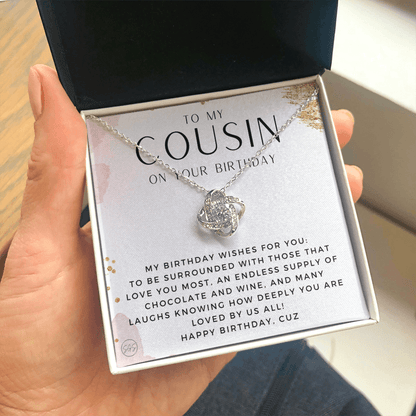 TO MY
COUSIN
ON YOUR BIRTHDAY
MY BIRTHDAY WISHES FOR YOU:
TO BE SURROUNDED WITH THOSE THAT
LOVE YOU MOST, AN ENDLESS SUPPLY OF
CHOCOLATE AND WINE, AND MANY
LAUGHS KNOWING HOW DEEPLY YOU ARE
LOVED BY US ALL!
HAPPY BIRTHDAY, CUZ